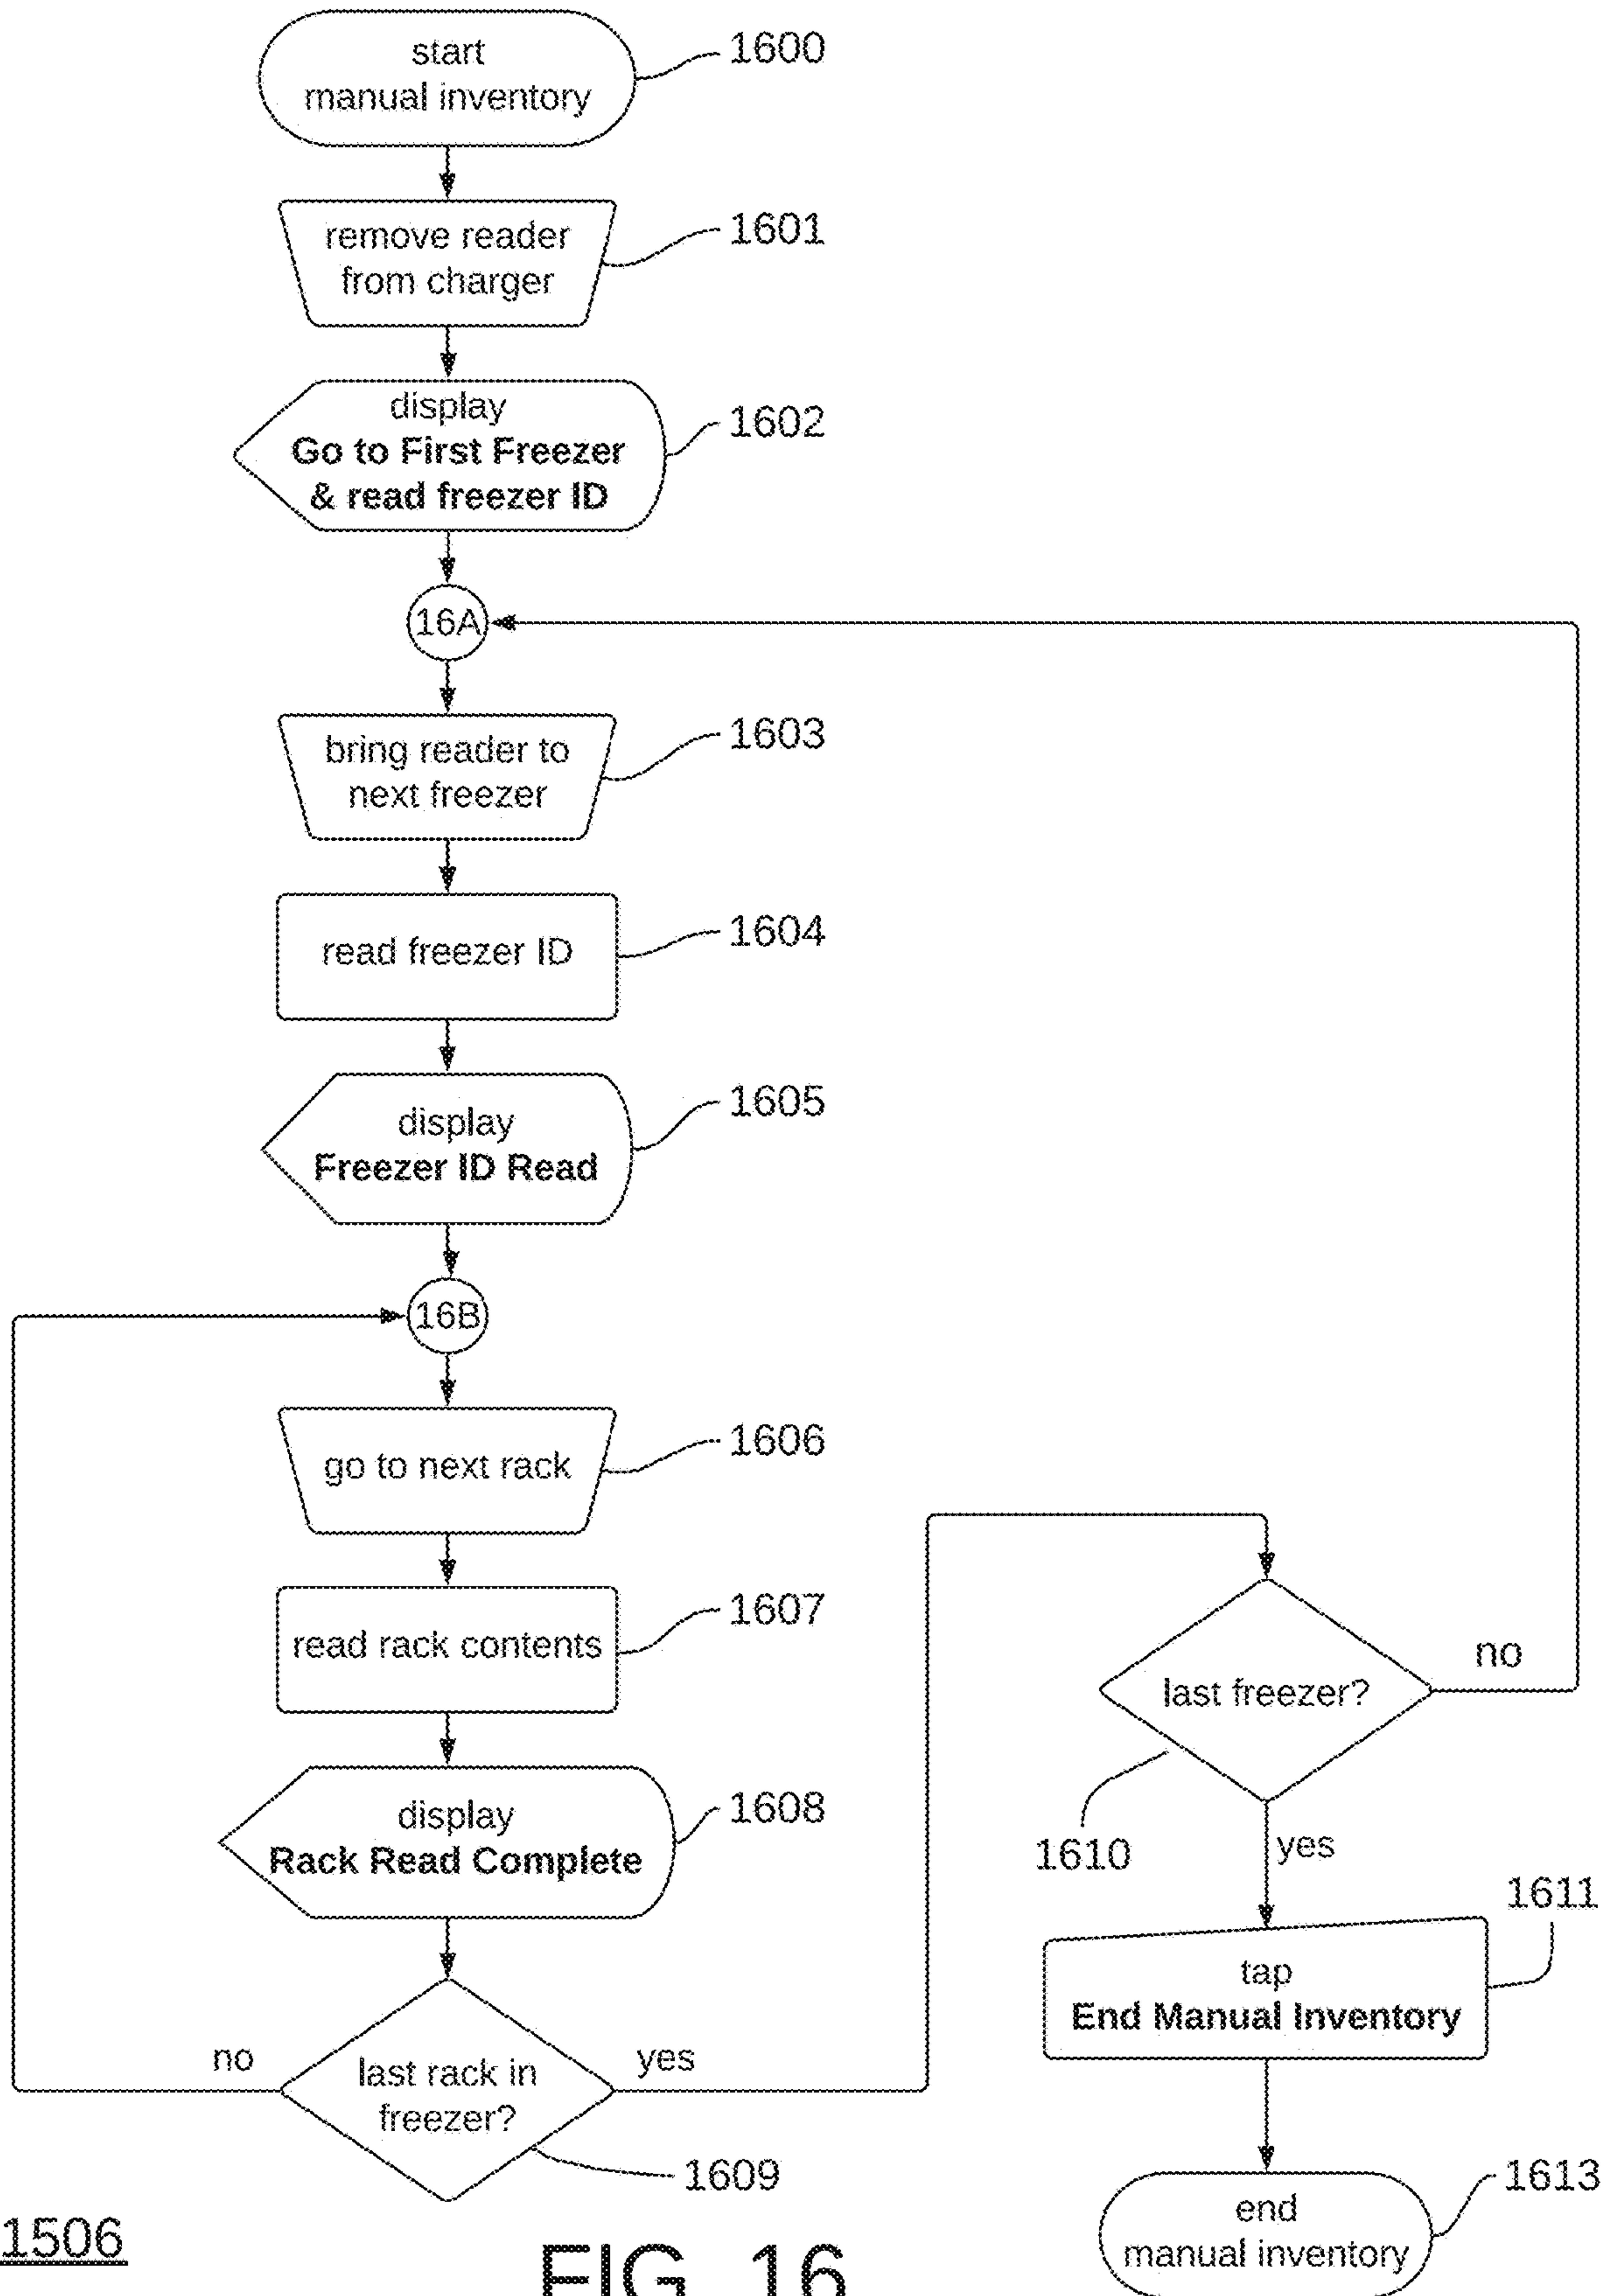 start
manual inventory
1600
remove reader
from charger
1601
display
Go to First Freezer
& read freezer ID
1602
16A
bring reader to
next freezer
1603
read freezer ID
1604
display
Freezer ID Read
1605
16B
go to next rack
1606
read rack contents
1607
display
Rack Read Complete
1608
last rack in
freezer?
no
yes
1609
last freezer?
no
yes
1610
tap
End Manual Inventory
1611
end
manual inventory
1613
1506
FIG. 16